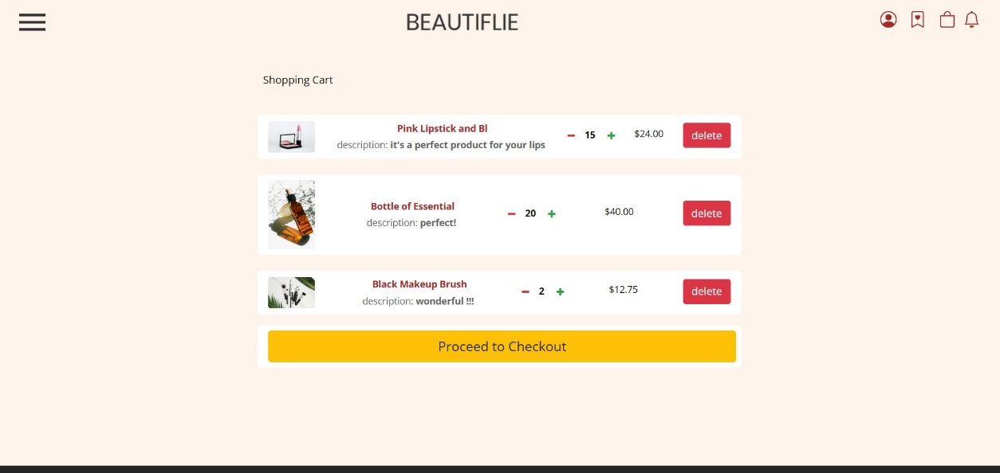 BEAUTIFLIE
Shopping Cart
Pink Lipstick and Bl
description: it's a perfect product for your lips
15
$24.00
delete
Bottle of Essential
description: perfect!
20
$40.00
delete
Black Makeup Brush
description: wonderful !!!
2
$12.75
delete
Proceed to Checkout